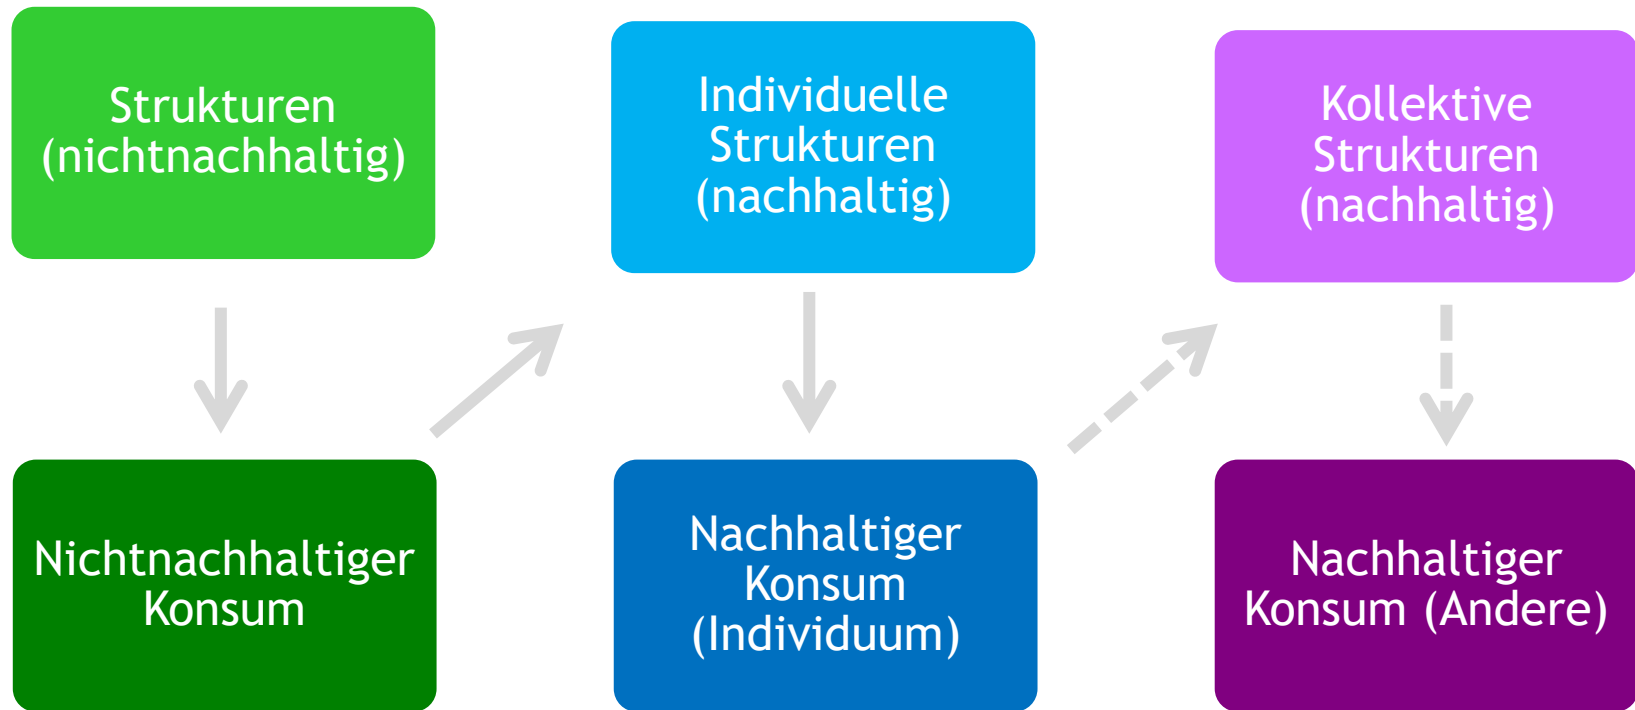 Strukturen
(nichtnachhaltig)
Individuelle
Strukturen
(nachhaltig)
Kollektive
Strukturen
(nachhaltig)
Nichtnachhaltiger
Konsum
Nachhaltiger
Konsum
(Individuum)
Nachhaltiger
Konsum (Andere)